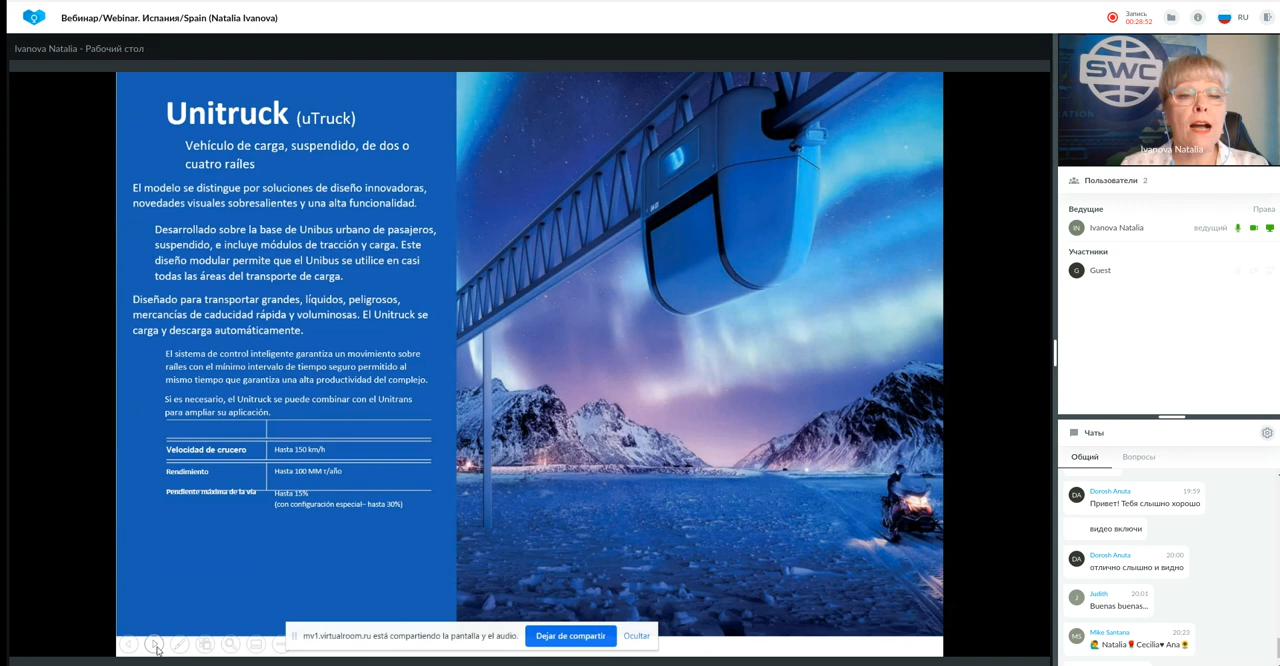 Вебинар/Webinar. Испания/Spain (Natalia Ivanova)
Запись
00:28:52
RU
Ivanova Natalia - Рабочий стол
Unitruck (uTruck)
Vehículo de carga, suspendido, de dos o
cuatro raíles
El modelo se distingue por soluciones de diseño innovadoras,
novedades visuales sobresalientes y una alta funcionalidad.
Desarrollado sobre la base de Unibus urbano de pasajeros,
suspendido, e incluye módulos de tracción y carga. Este
diseño modular permite que el Unibus se utilice en casi
todas las áreas del transporte de carga.
Diseñado para transportar grandes, líquidos, peligrosos,
mercancías de caducidad rápida y voluminosas. El Unitruck se
carga y descarga automáticamente.
El sistema de control inteligente garantiza un movimiento sobre
raíles con el mínimo intervalo de tiempo seguro permitido al
mismo tiempo que garantiza una alta productividad del complejo.
Si es necesario, el Unitruck se puede combinar con el Unitrans
para ampliar su aplicación.
Velocidad de crucero Hasta 150 km/h
Rendimiento Hasta 100 MM т/año
Pendiente máxima de la vía Hasta 15%
(con configuración especial– hasta 30%)
mv1.virtualroom.ru está compartiendo la pantalla y el audio.
Dejar de compartir
Ocultar
SWC
Ivanova Natalia
Пользователи 2
Ведущие Права
IN Ivanova Natalia ведущий
Участники
G Guest
Чаты
Общий Вопросы
DA Dorosh Anuta 19:59
Привет! Тебя слышно хорошо
видео включи
DA Dorosh Anuta 20:00
отлично слышно и видно
J Judith 20:01
Buenas buenas...
MS Mike Santana 20:23
🙋‍♂️ Natalia🌹 Cecilia♥ Ana🌻